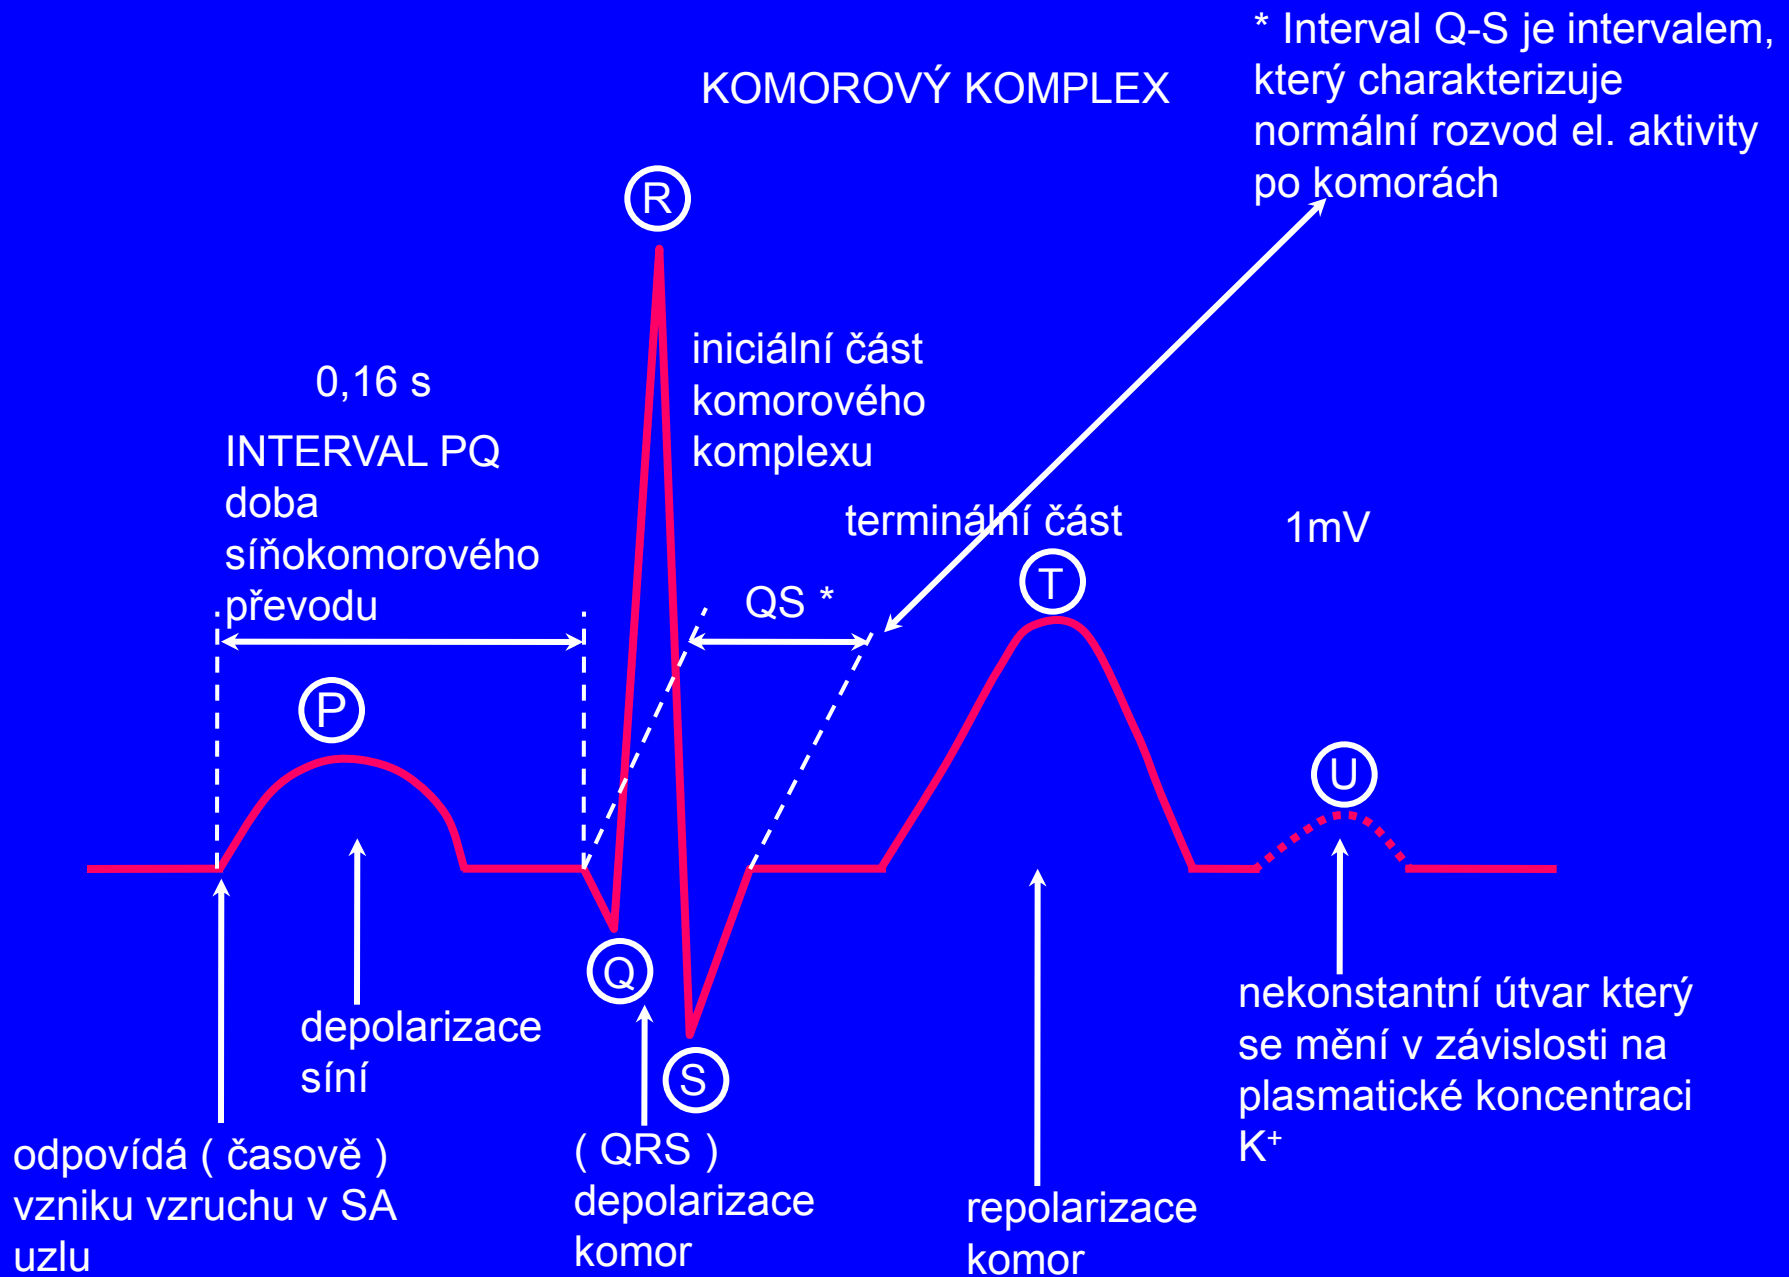 * Interval Q-S je intervalem,
který charakterizuje
normální rozvod el. aktivity
po komorách
KOMOROVÝ KOMPLEX
R
iniciální část
komorového
komplexu
0,16 s
INTERVAL PQ
doba
síňokomorového
převodu
terminální část
1mV
QS *
T
P
U
Q
S
depolarizace
síní
nekonstantní útvar který
se mění v závislosti na
plasmatické koncentraci
K⁺
odpovídá ( časově )
vzniku vzruchu v SA
uzlu
( QRS )
depolarizace
komor
repolarizace
komor